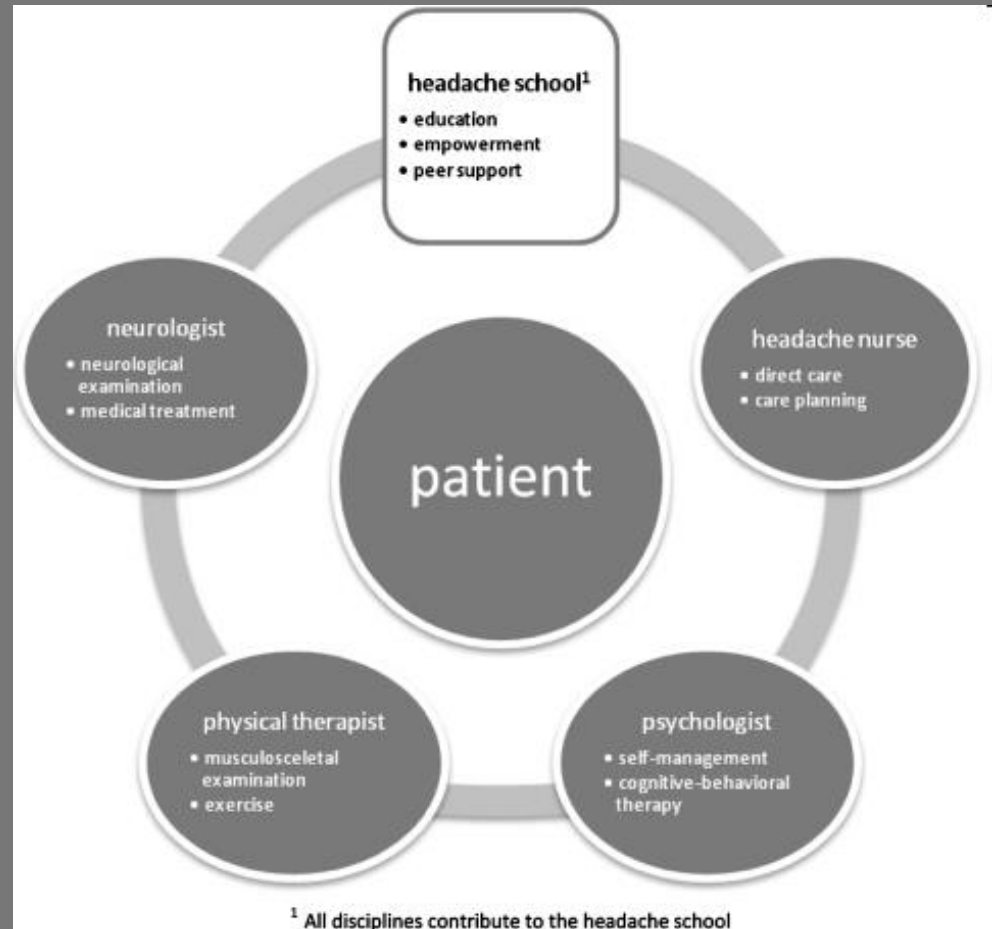 headache school¹
• education
• empowerment
• peer support
neurologist
• neurological
examination
• medical treatment
headache nurse
• direct care
• care planning
patient
physical therapist
• musculosceletal
examination
• exercise
psychologist
• self-management
• cognitive-behavioral
therapy
¹ All disciplines contribute to the headache school